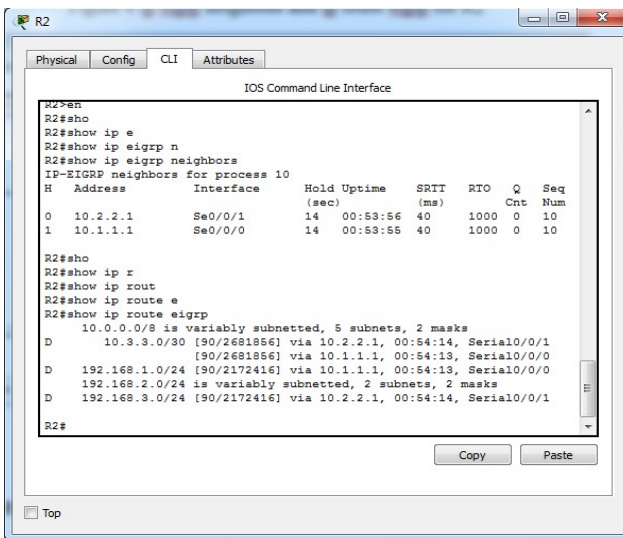 R2
Physical Config CLI Attributes
IOS Command Line Interface
R2>en
R2#sho
R2#show ip e
R2#show ip eigrp n
R2#show ip eigrp neighbors
IP-EIGRP neighbors for process 10
H Address Interface Hold Uptime SRTT RTO Q Seq
(sec) (ms) Cnt Num
0 10.2.2.1 Se0/0/1 14 00:53:56 40 1000 0 10
1 10.1.1.1 Se0/0/0 14 00:53:55 40 1000 0 10
R2#sho
R2#show ip r
R2#show ip rout
R2#show ip route e
R2#show ip route eigrp
10.0.0.0/8 is variably subnetted, 5 subnets, 2 masks
D 10.3.3.0/30 [90/2681856] via 10.2.2.1, 00:54:14, Serial0/0/1
[90/2681856] via 10.1.1.1, 00:54:13, Serial0/0/0
D 192.168.1.0/24 [90/2172416] via 10.1.1.1, 00:54:13, Serial0/0/0
192.168.2.0/24 is variably subnetted, 2 subnets, 2 masks
D 192.168.3.0/24 [90/2172416] via 10.2.2.1, 00:54:14, Serial0/0/1
R2#
Copy Paste
Top